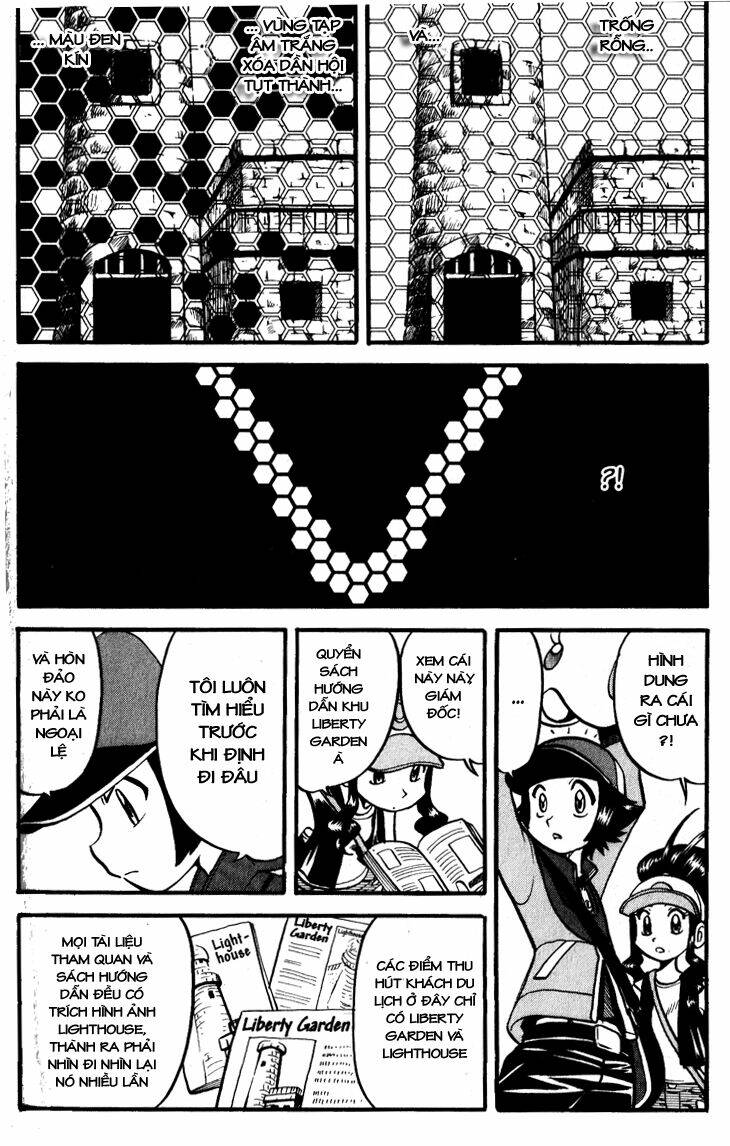 TRỐNG
RỖNG..
VÀ...
... VÙNG TẠP
ÂM TRẮNG
XÓA DẦN HỘI
TỤT THÀNH...
... MÀU ĐEN
KÍN
?!
HÌNH
DUNG
RA CÁI
GÌ CHƯA
?!
...
XEM CÁI
NÀY NÀY,
GIÁM
ĐỐC!
QUYỂN
SÁCH
HƯỚNG
DẪN KHU
LIBERTY
GARDEN
À
TÔI LUÔN
TÌM HIỂU
TRƯỚC
KHI ĐỊNH
ĐI ĐÂU
VÀ HÒN
ĐẢO
NÀY KO
PHẢI LÀ
NGOẠI
LỆ
CÁC ĐIỂM THU
HÚT KHÁCH DU
LỊCH Ở ĐÂY CHỈ
CÓ LIBERTY
GARDEN VÀ
LIGHTHOUSE
Light-
house
Liberty
Garden
Lighthouse
Liberty Garden
MỌI TÀI LIỆU
THAM QUAN VÀ
SÁCH HƯỚNG
DẪN ĐỀU CÓ
TRÍCH HÌNH ẢNH
LIGHTHOUSE,
THÀNH RA PHẢI
NHÌN ĐI NHÌN LẠI
NÓ NHIỀU LẦN